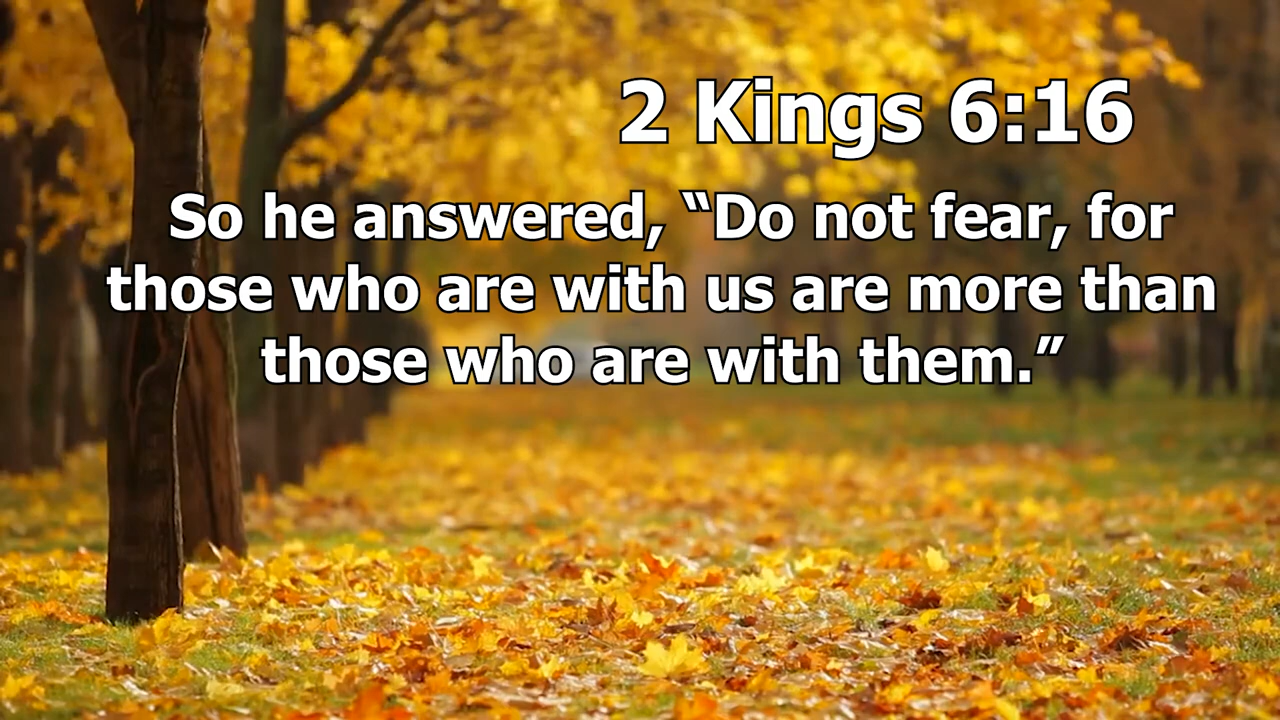 2 Kings 6:16
So he answered, “Do not fear, for
those who are with us are more than
those who are with them.”